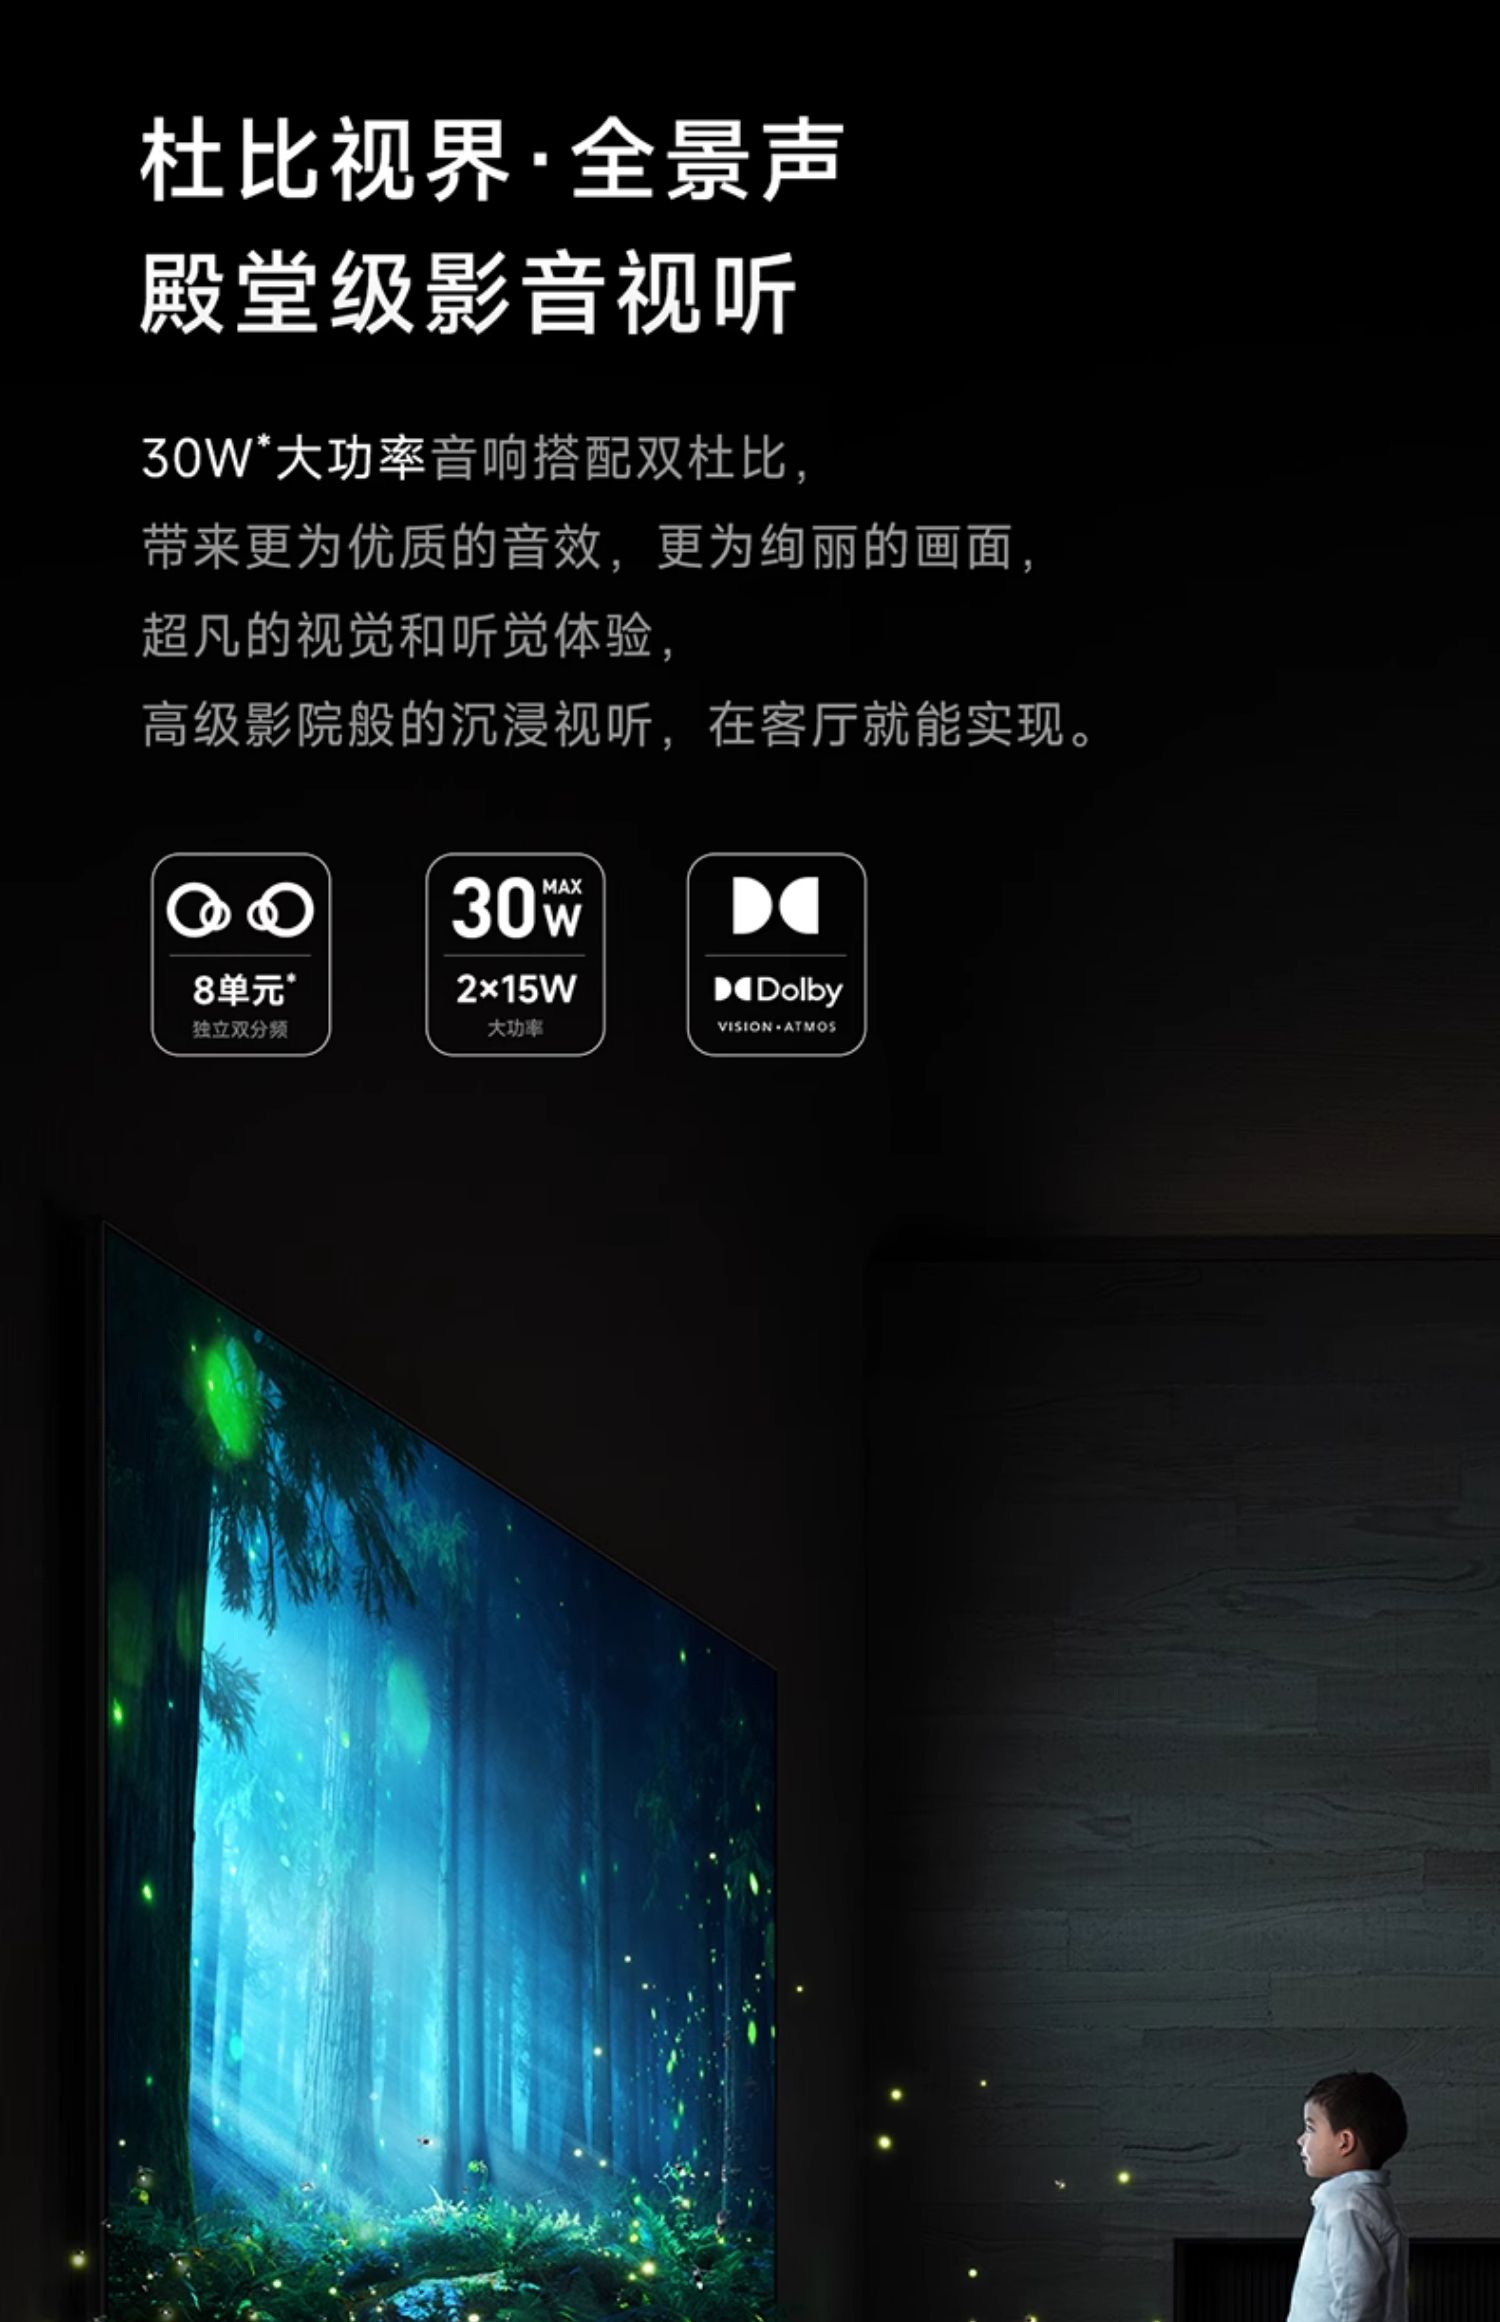 杜比视界·全景声
殿堂级影音视听
30W*大功率音响搭配双杜比，
带来更为优质的音效，更为绚丽的画面，
超凡的视觉和听觉体验，
高级影院般的沉浸视听，在客厅就能实现。
8单元*
独立双分频
30W MAX
2×15W
大功率
Dolby
VISION·ATMOS